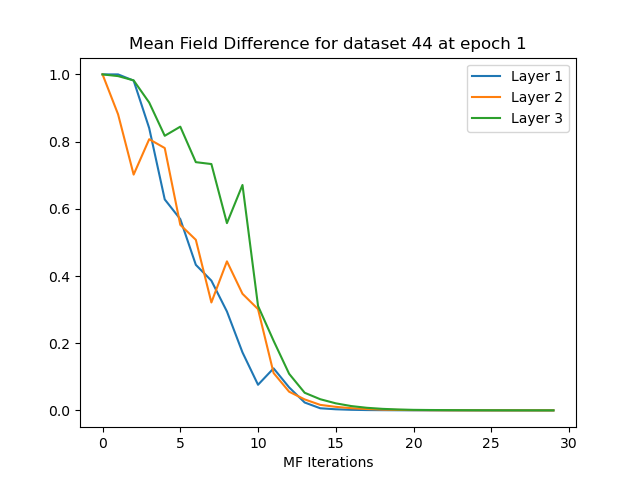 Mean Field Difference for dataset 44 at epoch 1
Layer 1
Layer 2
Layer 3
1.0
0.8
0.6
0.4
0.2
0.0
0 5 10 15 20 25 30
MF Iterations